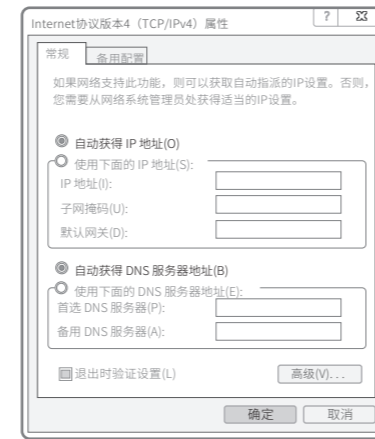 Internet协议版本4（TCP/IPv4）属性
?
常规
备用配置
如果网络支持此功能，则可以获取自动指派的IP设置。否则，
您需要从网络系统管理员处获得适当的IP设置。
自动获得 IP 地址(O)
使用下面的 IP 地址(S):
IP 地址(I):
子网掩码(U):
默认网关(D):
自动获得 DNS 服务器地址(B)
使用下面的 DNS 服务器地址(E):
首选 DNS 服务器(P):
备用 DNS 服务器(A):
退出时验证设置(L)
高级(V)...
确定
取消